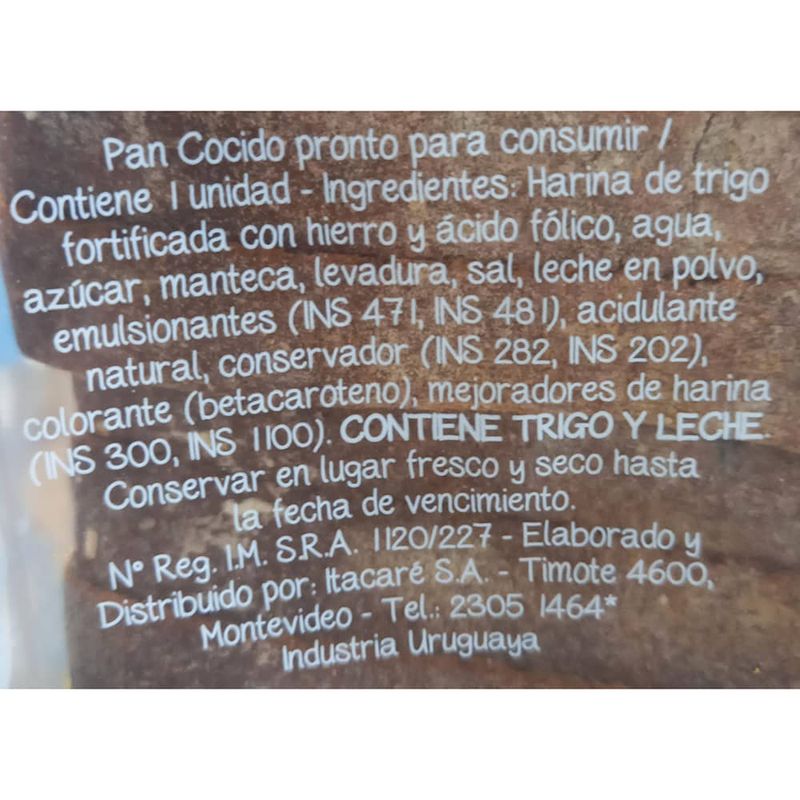 Pan Cocido pronto para consumir /
Contiene 1 unidad - Ingredientes: Harina de trigo
fortificada con hierro y ácido fólico, agua,
azúcar, manteca, levadura, sal, leche en polvo,
emulsionantes (INS 471, INS 481), acidulante
natural, conservador (INS 282, INS 202),
colorante (betacaroteno), mejoradores de harina
(INS 300, INS 1100). CONTIENE TRIGO Y LECHE.
Conservar en lugar fresco y seco hasta
la fecha de vencimiento.
N° Reg. I.M. S.R.A. 1120/227 - Elaborado y
Distribuido por: Itacaré S.A. - Timote 4600,
Montevideo - Tel.: 2305 1464*
Industria Uruguaya